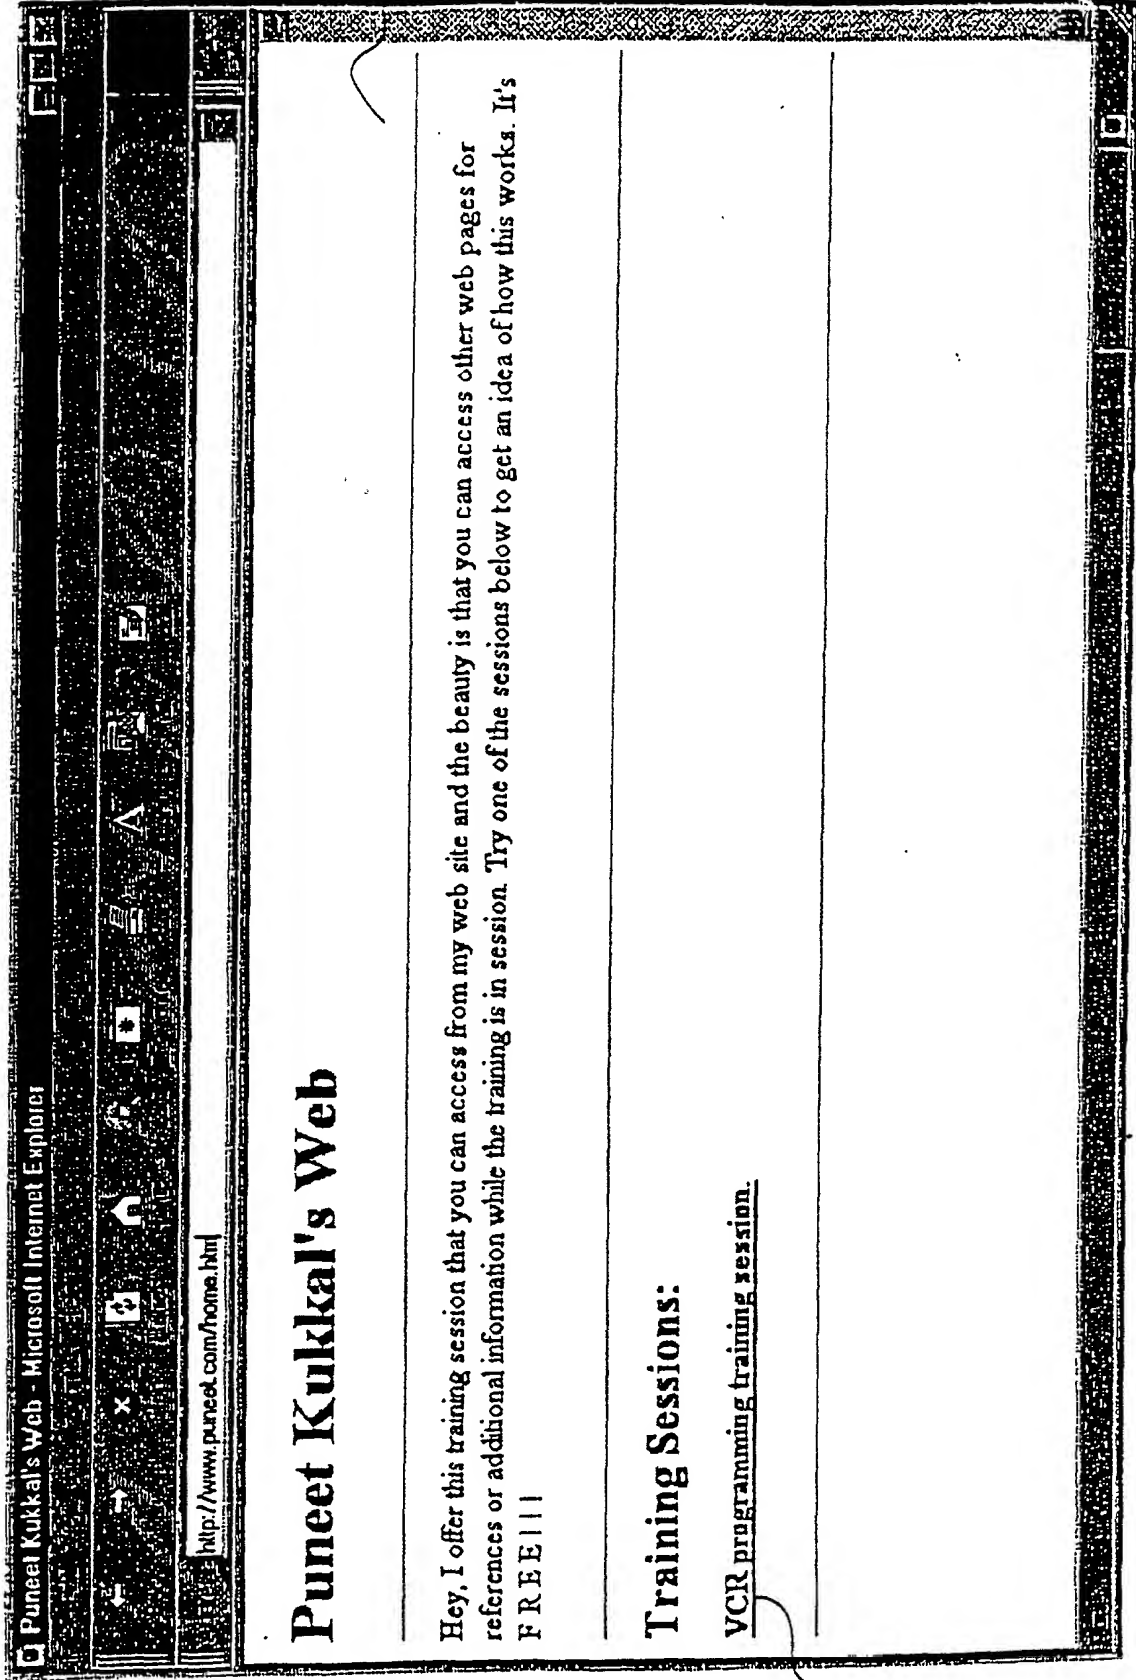 Puneet Kukkal's Web - Microsoft Internet Explorer
http://www.puneet.com/home.htm
Puneet Kukkal's Web
Hey, I offer this training session that you can access from my web site and the beauty is that you can access other web pages for
references or additional information while the training is in session. Try one of the sessions below to get an idea of how this works. It's
F R E E ! ! !
Training Sessions:
VCR programming training session.